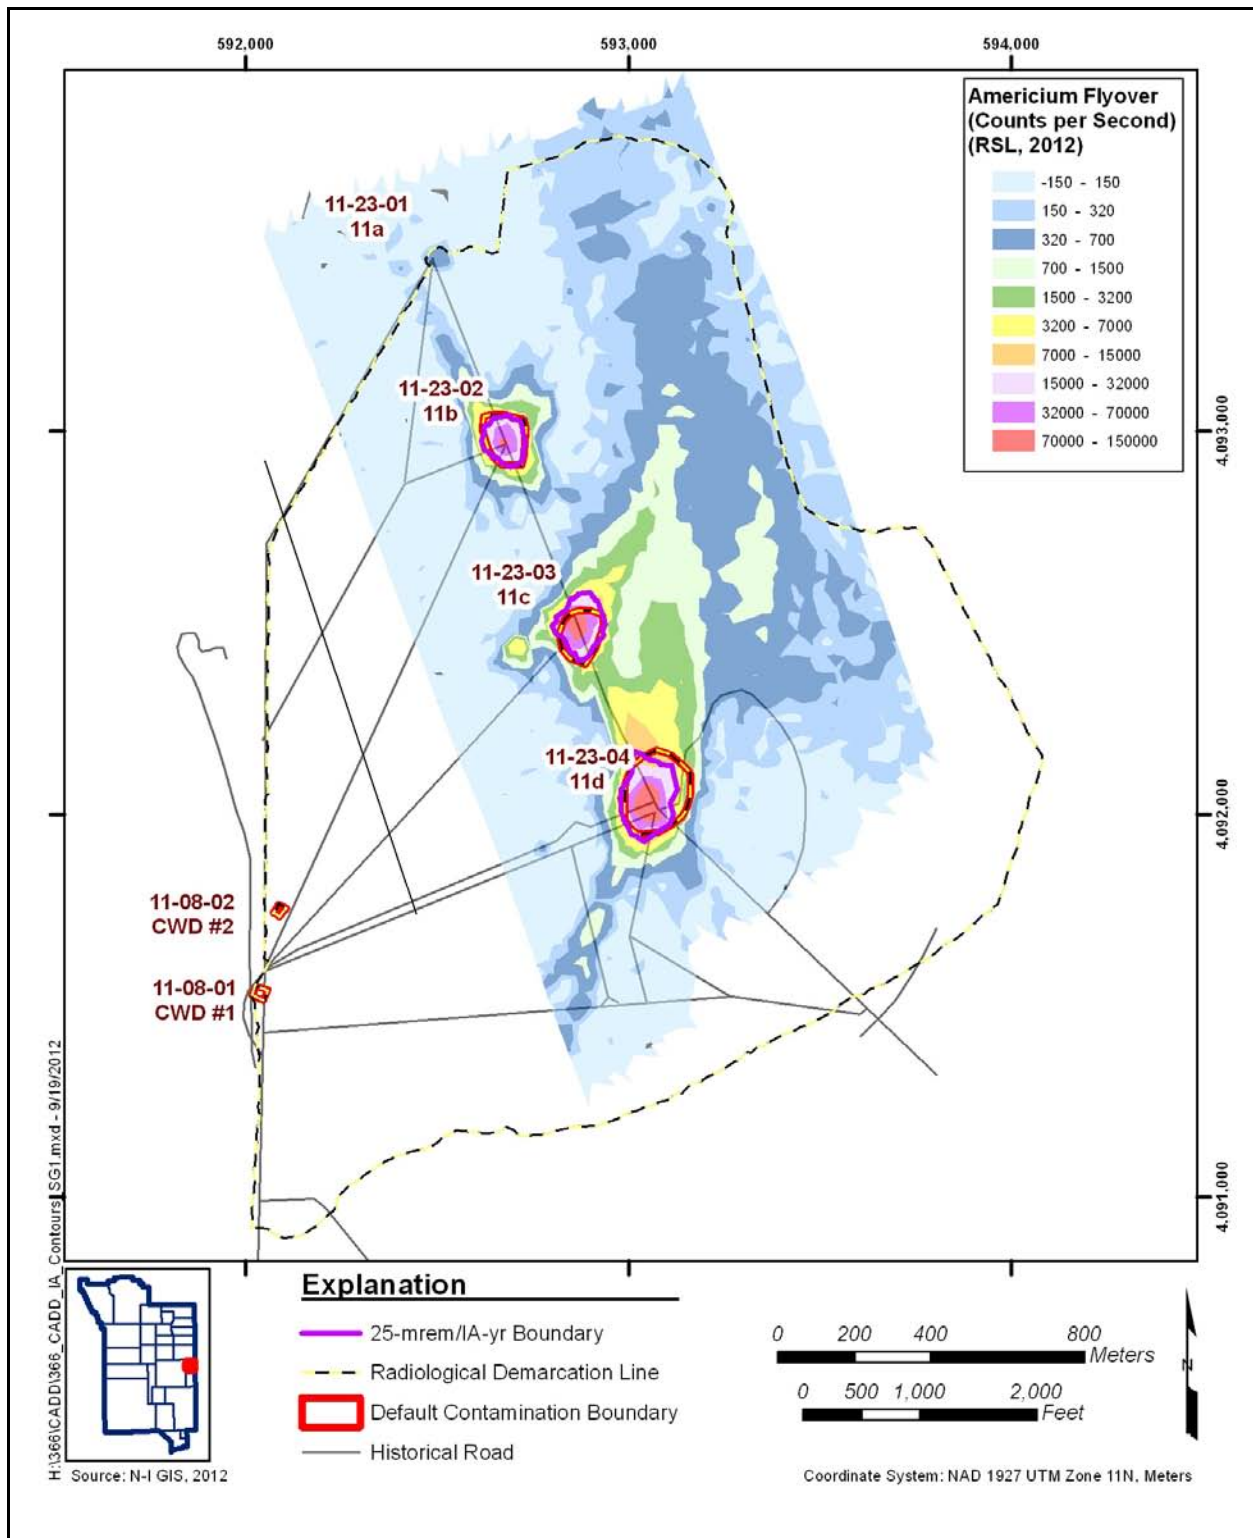 592,000
593,000
594,000
Americium Flyover
(Counts per Second)
(RSL, 2012)
-150 - 150
150 - 320
320 - 700
700 - 1500
1500 - 3200
3200 - 7000
7000 - 15000
15000 - 32000
32000 - 70000
70000 - 150000
11-23-01
11a
11-23-02
11b
4,093,000
11-23-03
11c
11-23-04
11d
4,092,000
11-08-02
CWD #2
11-08-01
CWD #1
4,091,000
H:\366\CADD\366_CADD_IA_Contours_SG1.mxd - 9/19/2012
Explanation
25-mrem/IA-yr Boundary
Radiological Demarcation Line
Default Contamination Boundary
Historical Road
0 200 400 800
Meters
0 500 1,000 2,000
Feet
N
Source: N-I GIS, 2012
Coordinate System: NAD 1927 UTM Zone 11N, Meters